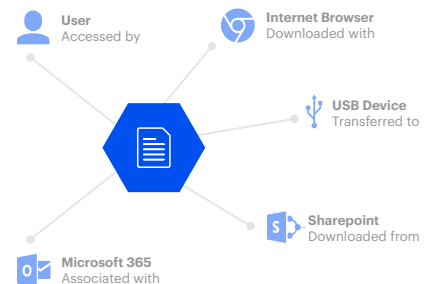 User
Accessed by
Internet Browser
Downloaded with
USB Device
Transferred to
S
Sharepoint
Downloaded from
O
Microsoft 365
Associated with